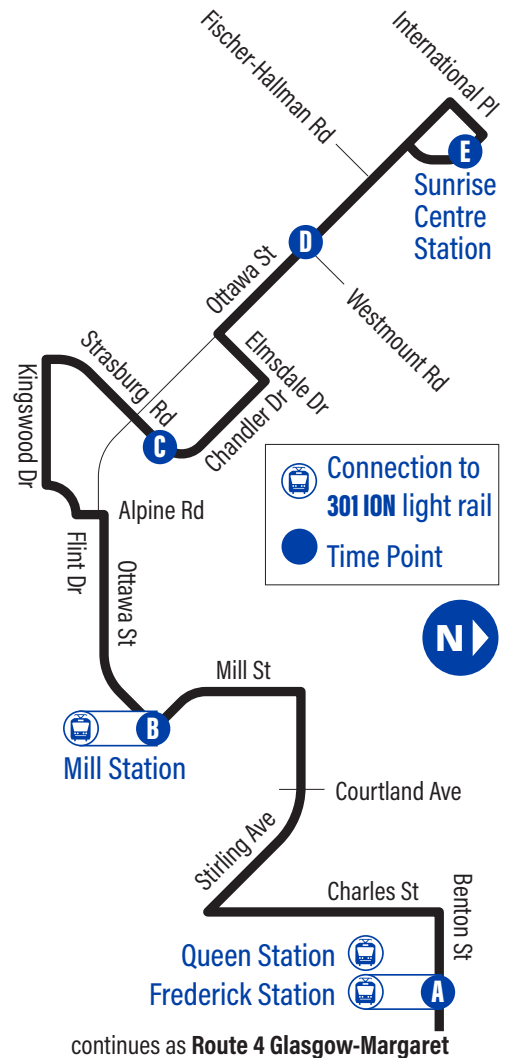 Fischer-Hallman Rd
International Pl
E
Sunrise
Centre
Station
D
Ottawa St
Westmount Rd
Elmsdale Dr
Chandler Dr
Strasburg Rd
C
Kingswood Dr
Connection to
301 ION light rail
Time Point
Alpine Rd
Flint Dr
Ottawa St
N
Mill St
B
Mill Station
Courtland Ave
Stirling Ave
Charles St
Benton St
Queen Station
Frederick Station
A
continues as Route 4 Glasgow-Margaret